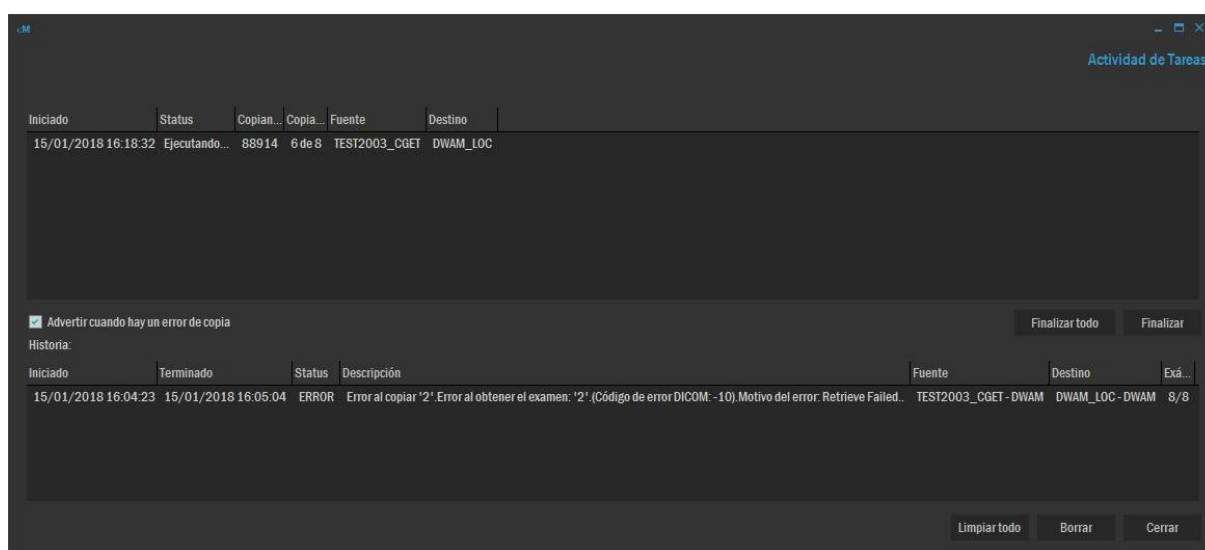 cM
Actividad de Tareas
Iniciado Status Copian... Copia... Fuente Destino
15/01/2018 16:18:32 Ejecutando... 88914 6 de 8 TEST2003_CGET DWAM_LOC
Advertir cuando hay un error de copia Finalizar todo Finalizar
Historia:
Iniciado Terminado Status Descripción Fuente Destino Exá...
15/01/2018 16:04:23 15/01/2018 16:05:04 ERROR Error al copiar '2'.Error al obtener el examen: '2'.(Código de error DICOM: -10).Motivo del error: Retrieve Failed.. TEST2003_CGET - DWAM DWAM_LOC - DWAM 8/8
Limpiar todo Borrar Cerrar